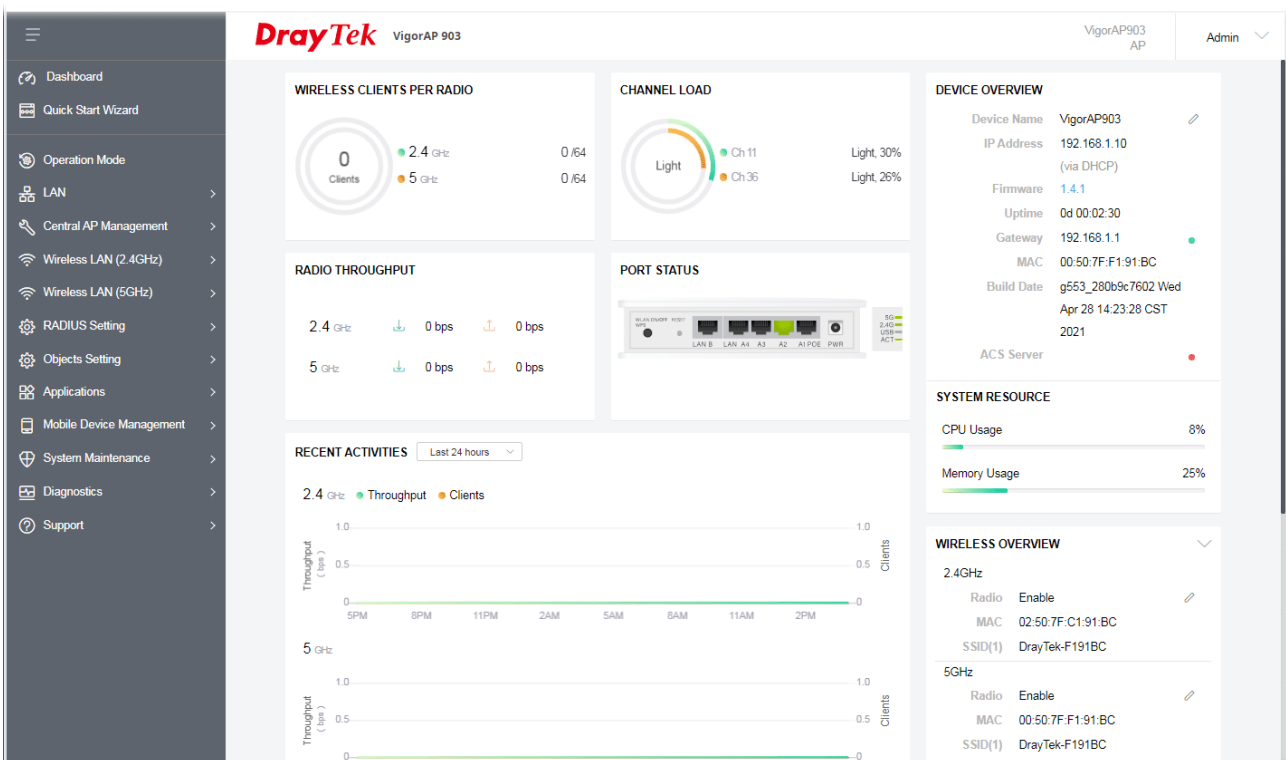 DrayTek VigorAP 903
VigorAP903
AP
Admin
Dashboard
Quick Start Wizard
Operation Mode
LAN
Central AP Management
Wireless LAN (2.4GHz)
Wireless LAN (5GHz)
RADIUS Setting
Objects Setting
Applications
Mobile Device Management
System Maintenance
Diagnostics
Support
WIRELESS CLIENTS PER RADIO
0
Clients
2.4 GHz 0 /64
5 GHz 0 /64
CHANNEL LOAD
Light
Ch 11 Light, 30%
Ch 36 Light, 26%
RADIO THROUGHPUT
2.4 GHz 0 bps 0 bps
5 GHz 0 bps 0 bps
PORT STATUS
WLAN ON/OFF RESET
WPS
LAN B LAN A4 A3 A2 A1 POE PWR
5G
2.4G
USB
ACT
RECENT ACTIVITIES Last 24 hours
2.4 GHz Throughput Clients
Throughput
( bps )
1.0
0.5
0
5PM 8PM 11PM 2AM 5AM 8AM 11AM 2PM
1.0
0.5
0
Clients
5 GHz
Throughput
( bps )
1.0
0.5
0
1.0
0.5
0
Clients
DEVICE OVERVIEW
Device Name VigorAP903
IP Address 192.168.1.10
(via DHCP)
Firmware 1.4.1
Uptime 0d 00:02:30
Gateway 192.168.1.1
MAC 00:50:7F:F1:91:BC
Build Date g553_280b9c7602 Wed
Apr 28 14:23:28 CST
2021
ACS Server
SYSTEM RESOURCE
CPU Usage 8%
Memory Usage 25%
WIRELESS OVERVIEW
2.4GHz
Radio Enable
MAC 02:50:7F:C1:91:BC
SSID(1) DrayTek-F191BC
5GHz
Radio Enable
MAC 00:50:7F:F1:91:BC
SSID(1) DrayTek-F191BC